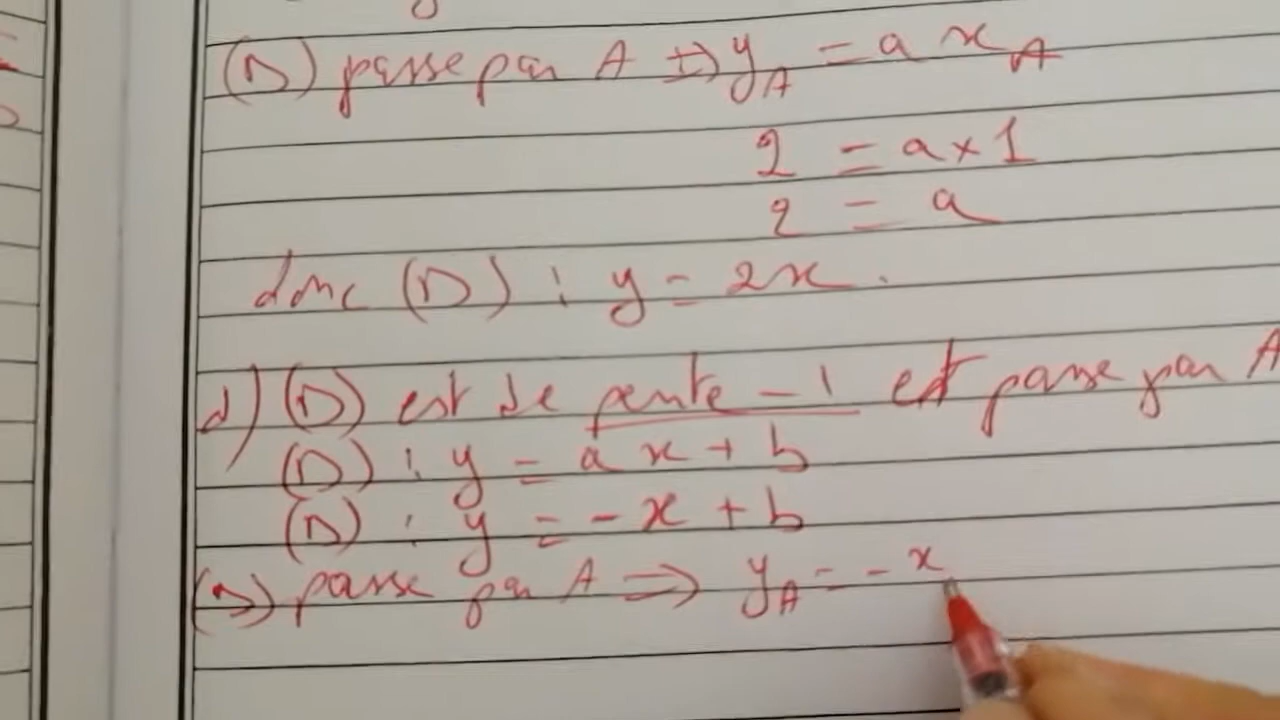 (D) passe par A => y_A = a x_A
2 = a × 1
2 = a
donc (D) : y = 2x .
d) (D) est de pente -1 et passe par A
(D) : y = a x + b
(D) : y = - x + b
(D) passe par A => y_A = - x